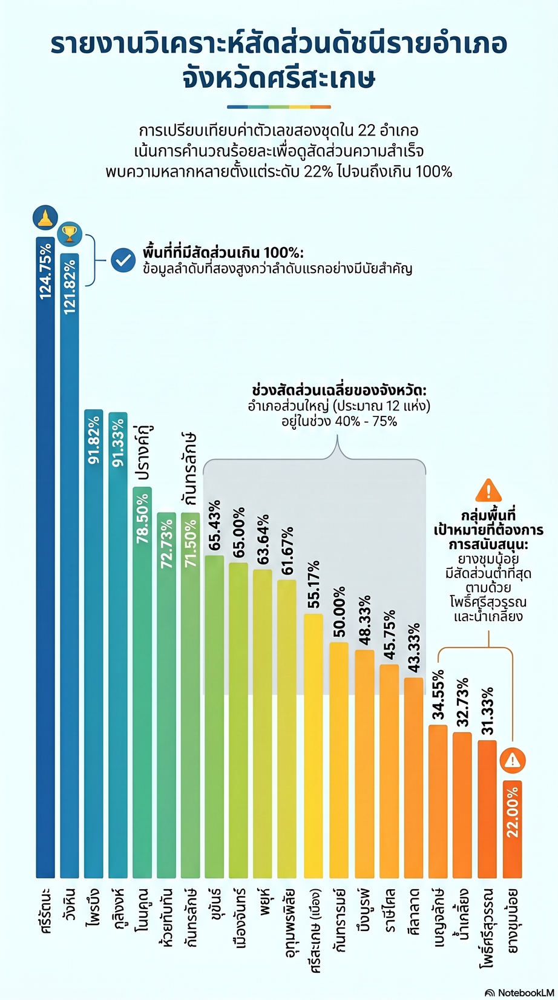 รายงานวิเคราะห์สัดส่วนดัชนีรายอำเภอ
จังหวัดศรีสะเกษ
การเปรียบเทียบค่าตัวเลขสองชุดใน 22 อำเภอ
เน้นการคำนวณร้อยละเพื่อดูสัดส่วนความสำเร็จ
พบความหลากหลายตั้งแต่ระดับ 22% ไปจนถึงเกิน 100%
พื้นที่ที่มีสัดส่วนเกิน 100%:
ข้อมูลลำดับที่สองสูงกว่าลำดับแรกอย่างมีนัยสำคัญ
ช่วงสัดส่วนเฉลี่ยของจังหวัด:
อำเภอส่วนใหญ่ (ประมาณ 12 แห่ง)
อยู่ในช่วง 40% - 75%
กลุ่มพื้นที่
เป้าหมายที่ต้องการ
การสนับสนุน:
ยางชุมน้อย
มีสัดส่วนต่ำที่สุด
ตามด้วย
โพธิ์ศรีสุวรรณ
และน้ำเกลี้ยง
124.75%
121.82%
91.82%
91.33%
ปรางค์กู่
78.50%
72.73%
กันทรลักษ์
71.50%
65.43%
65.00%
63.64%
61.67%
55.17%
50.00%
48.33%
45.75%
43.33%
34.55%
32.73%
31.33%
22.00%
ศรีรัตนะ
วังหิน
ไพรบึง
โนนคูณ
ห้วยทับทัน
กันทรลักษ์
ขุขันธ์
เมืองจันทร์
พยุห์
อุทุมพรพิสัย
ศรีสะเกษ (เมือง)
กันทรารมย์
บึงบูรพ์
ราษีไศล
ศีลาลาด
เบญจลักษ์
น้ำเกลี้ยง
โพธิ์ศรีสุวรรณ
ยางชุมน้อย
NotebookLM